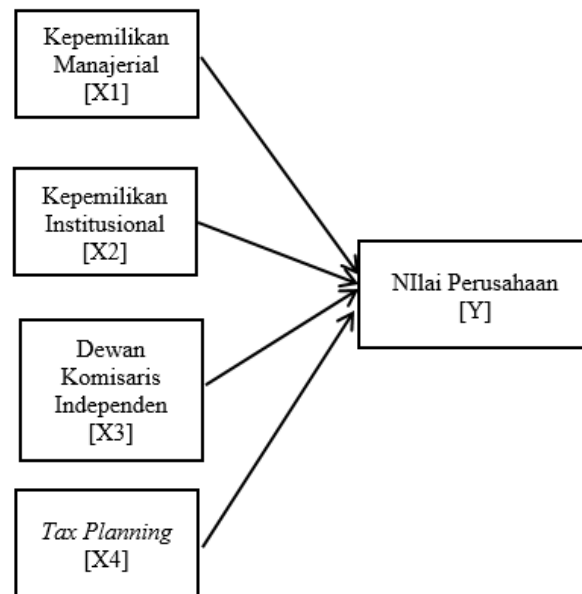 Kepemilikan
Manajerial
[X1]
Kepemilikan
Institusional
[X2]
NIlai Perusahaan
[Y]
Dewan
Komisaris
Independen
[X3]
Tax Planning
[X4]